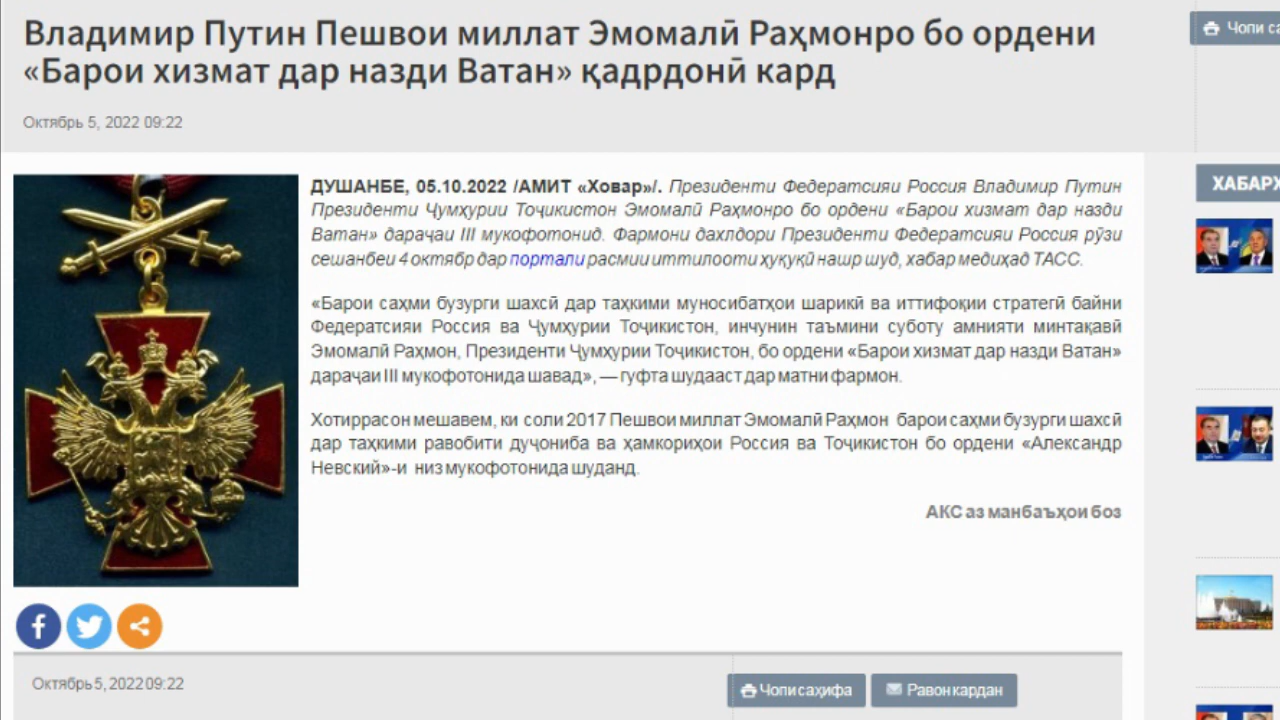 Владимир Путин Пешвои миллат Эмомалӣ Раҳмонро бо ордени
«Барои хизмат дар назди Ватан» қадрдонӣ кард
Чопи
Октябрь 5, 2022 09:22
ДУШАНБЕ, 05.10.2022 /АМИТ «Ховар»/. Президенти Федератсияи Россия Владимир Путин
Президенти Ҷумҳурии Тоҷикистон Эмомалӣ Раҳмонро бо ордени «Барои хизмат дар назди
Ватан» дараҷаи III мукофотонид. Фармони дахлдори Президенти Федератсияи Россия рӯзи
сешанбеи 4 октябр дар портали расмии иттилооти ҳуқуқӣ нашр шуд, хабар медиҳад ТАСС.
«Барои саҳми бузурги шахсӣ дар таҳкими муносибатҳои шарикӣ ва иттифоқии стратегӣ байни
Федератсияи Россия ва Ҷумҳурии Тоҷикистон, инчунин таъмини суботу амнияти минтақавӣ
Эмомалӣ Раҳмон, Президенти Ҷумҳурии Тоҷикистон, бо ордени «Барои хизмат дар назди Ватан»
дараҷаи III мукофотонида шавад», — гуфта шудааст дар матни фармон.
Хотиррасон мешавем, ки соли 2017 Пешвои миллат Эмомалӣ Раҳмон барои саҳми бузурги шахсӣ
дар таҳкими равобити дуҷониба ва ҳамкориҳои Россия ва Тоҷикистон бо ордени «Александр
Невский»-и низ мукофотонида шуданд.
АКС аз манбаъҳои боз
Октябрь 5, 2022 09:22
Чопи саҳифа
Равон кардан